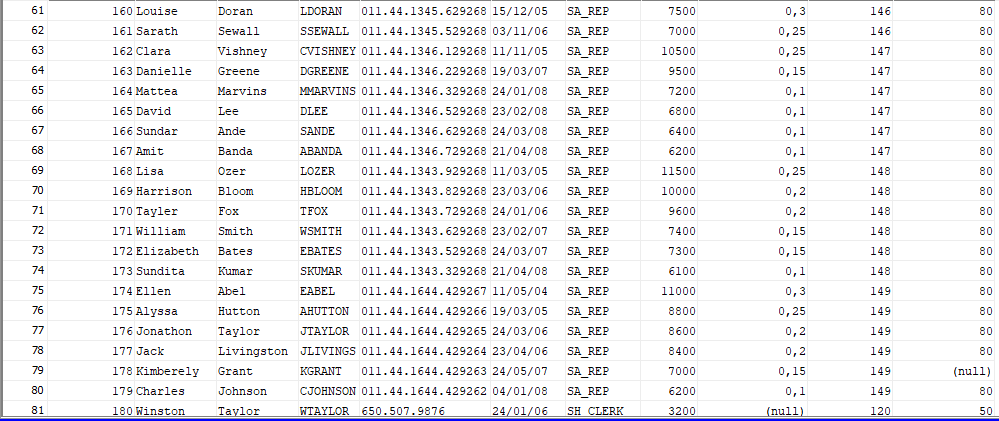 61 160 Louise Doran LDORAN 011.44.1345.629268 15/12/05 SA_REP 7500 0,3 146 80
62 161 Sarath Sewall SSEWALL 011.44.1345.529268 03/11/06 SA_REP 7000 0,25 146 80
63 162 Clara Vishney CVISHNEY 011.44.1346.129268 11/11/05 SA_REP 10500 0,25 147 80
64 163 Danielle Greene DGREENE 011.44.1346.229268 19/03/07 SA_REP 9500 0,15 147 80
65 164 Mattea Marvins MMARVINS 011.44.1346.329268 24/01/08 SA_REP 7200 0,1 147 80
66 165 David Lee DLEE 011.44.1346.529268 23/02/08 SA_REP 6800 0,1 147 80
67 166 Sundar Ande SANDE 011.44.1346.629268 24/03/08 SA_REP 6400 0,1 147 80
68 167 Amit Banda ABANDA 011.44.1346.729268 21/04/08 SA_REP 6200 0,1 147 80
69 168 Lisa Ozer LOZER 011.44.1343.929268 11/03/05 SA_REP 11500 0,25 148 80
70 169 Harrison Bloom HBLOOM 011.44.1343.829268 23/03/06 SA_REP 10000 0,2 148 80
71 170 Tayler Fox TFOX 011.44.1343.729268 24/01/06 SA_REP 9600 0,2 148 80
72 171 William Smith WSMITH 011.44.1343.629268 23/02/07 SA_REP 7400 0,15 148 80
73 172 Elizabeth Bates EBATES 011.44.1343.529268 24/03/07 SA_REP 7300 0,15 148 80
74 173 Sundita Kumar SKUMAR 011.44.1343.329268 21/04/08 SA_REP 6100 0,1 148 80
75 174 Ellen Abel EABEL 011.44.1644.429267 11/05/04 SA_REP 11000 0,3 149 80
76 175 Alyssa Hutton AHUTTON 011.44.1644.429266 19/03/05 SA_REP 8800 0,25 149 80
77 176 Jonathon Taylor JTAYLOR 011.44.1644.429265 24/03/06 SA_REP 8600 0,2 149 80
78 177 Jack Livingston JLIVINGS 011.44.1644.429264 23/04/06 SA_REP 8400 0,2 149 80
79 178 Kimberely Grant KGRANT 011.44.1644.429263 24/05/07 SA_REP 7000 0,15 149 (null)
80 179 Charles Johnson CJOHNSON 011.44.1644.429262 04/01/08 SA_REP 6200 0,1 149 80
81 180 Winston Taylor WTAYLOR 650.507.9876 24/01/06 SH_CLERK 3200 (null) 120 50